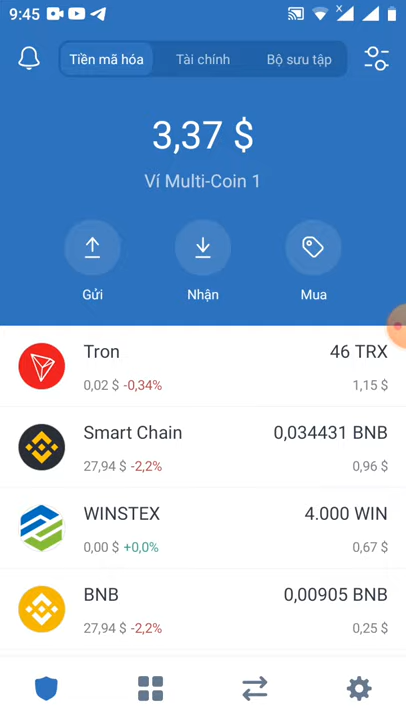 9:45
Tiền mã hóa
Tài chính
Bộ sưu tập
3,37 $
Ví Multi-Coin 1
Gửi
Nhận
Mua
Tron
46 TRX
0,02 $ -0,34%
1,15 $
Smart Chain
0,034431 BNB
27,94 $ -2,2%
0,96 $
WINSTEX
4.000 WIN
0,00 $ +0,0%
0,67 $
BNB
0,00905 BNB
27,94 $ -2,2%
0,25 $